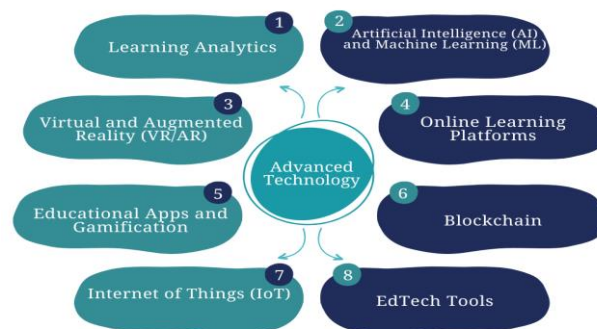 1
Learning Analytics
2
Artificial Intelligence (AI)
and Machine Learning (ML)
3
Virtual and Augmented
Reality (VR/AR)
4
Online Learning
Platforms
Advanced
Technology
5
Educational Apps and
Gamification
6
Blockchain
7
Internet of Things (IoT)
8
EdTech Tools